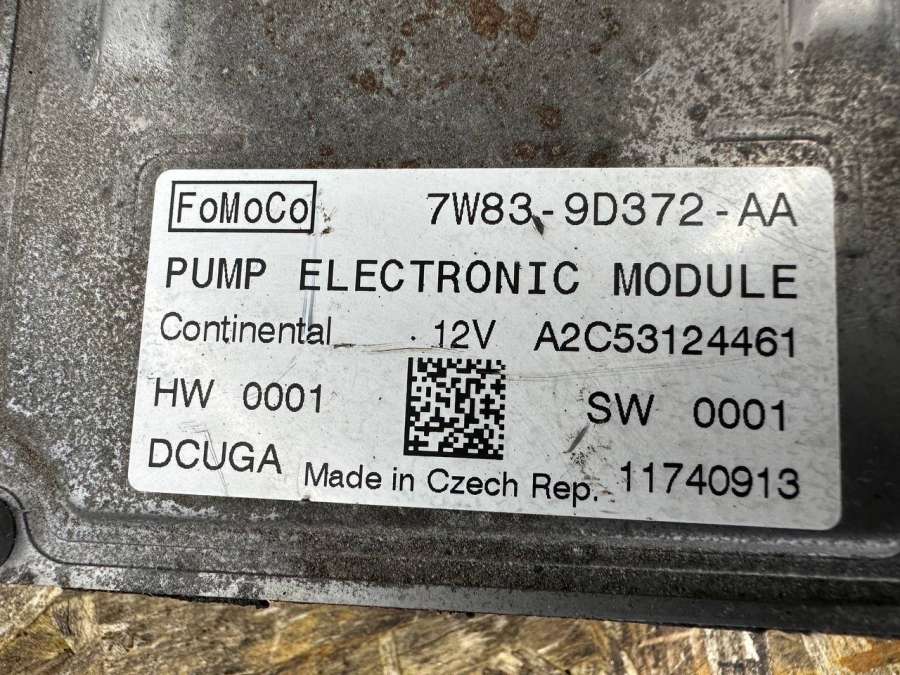 FoMoCo 7W83-9D372-AA
PUMP ELECTRONIC MODULE
Continental 12V A2C53124461
HW 0001 SW 0001
DCUGA Made in Czech Rep. 11740913